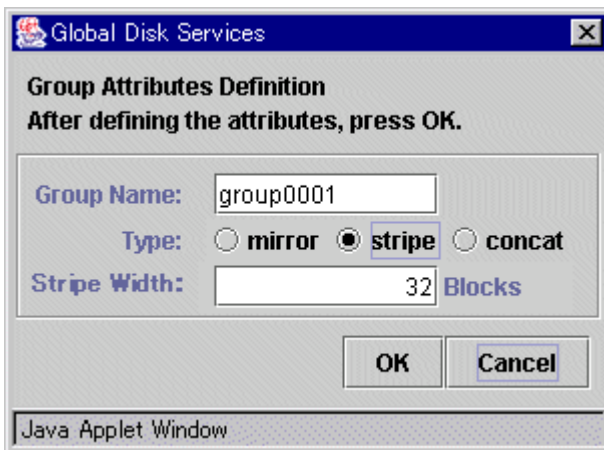 Global Disk Services
Group Attributes Definition
After defining the attributes, press OK.
Group Name: group0001
Type: mirror stripe concat
Stripe Width: 32 Blocks
OK Cancel
Java Applet Window